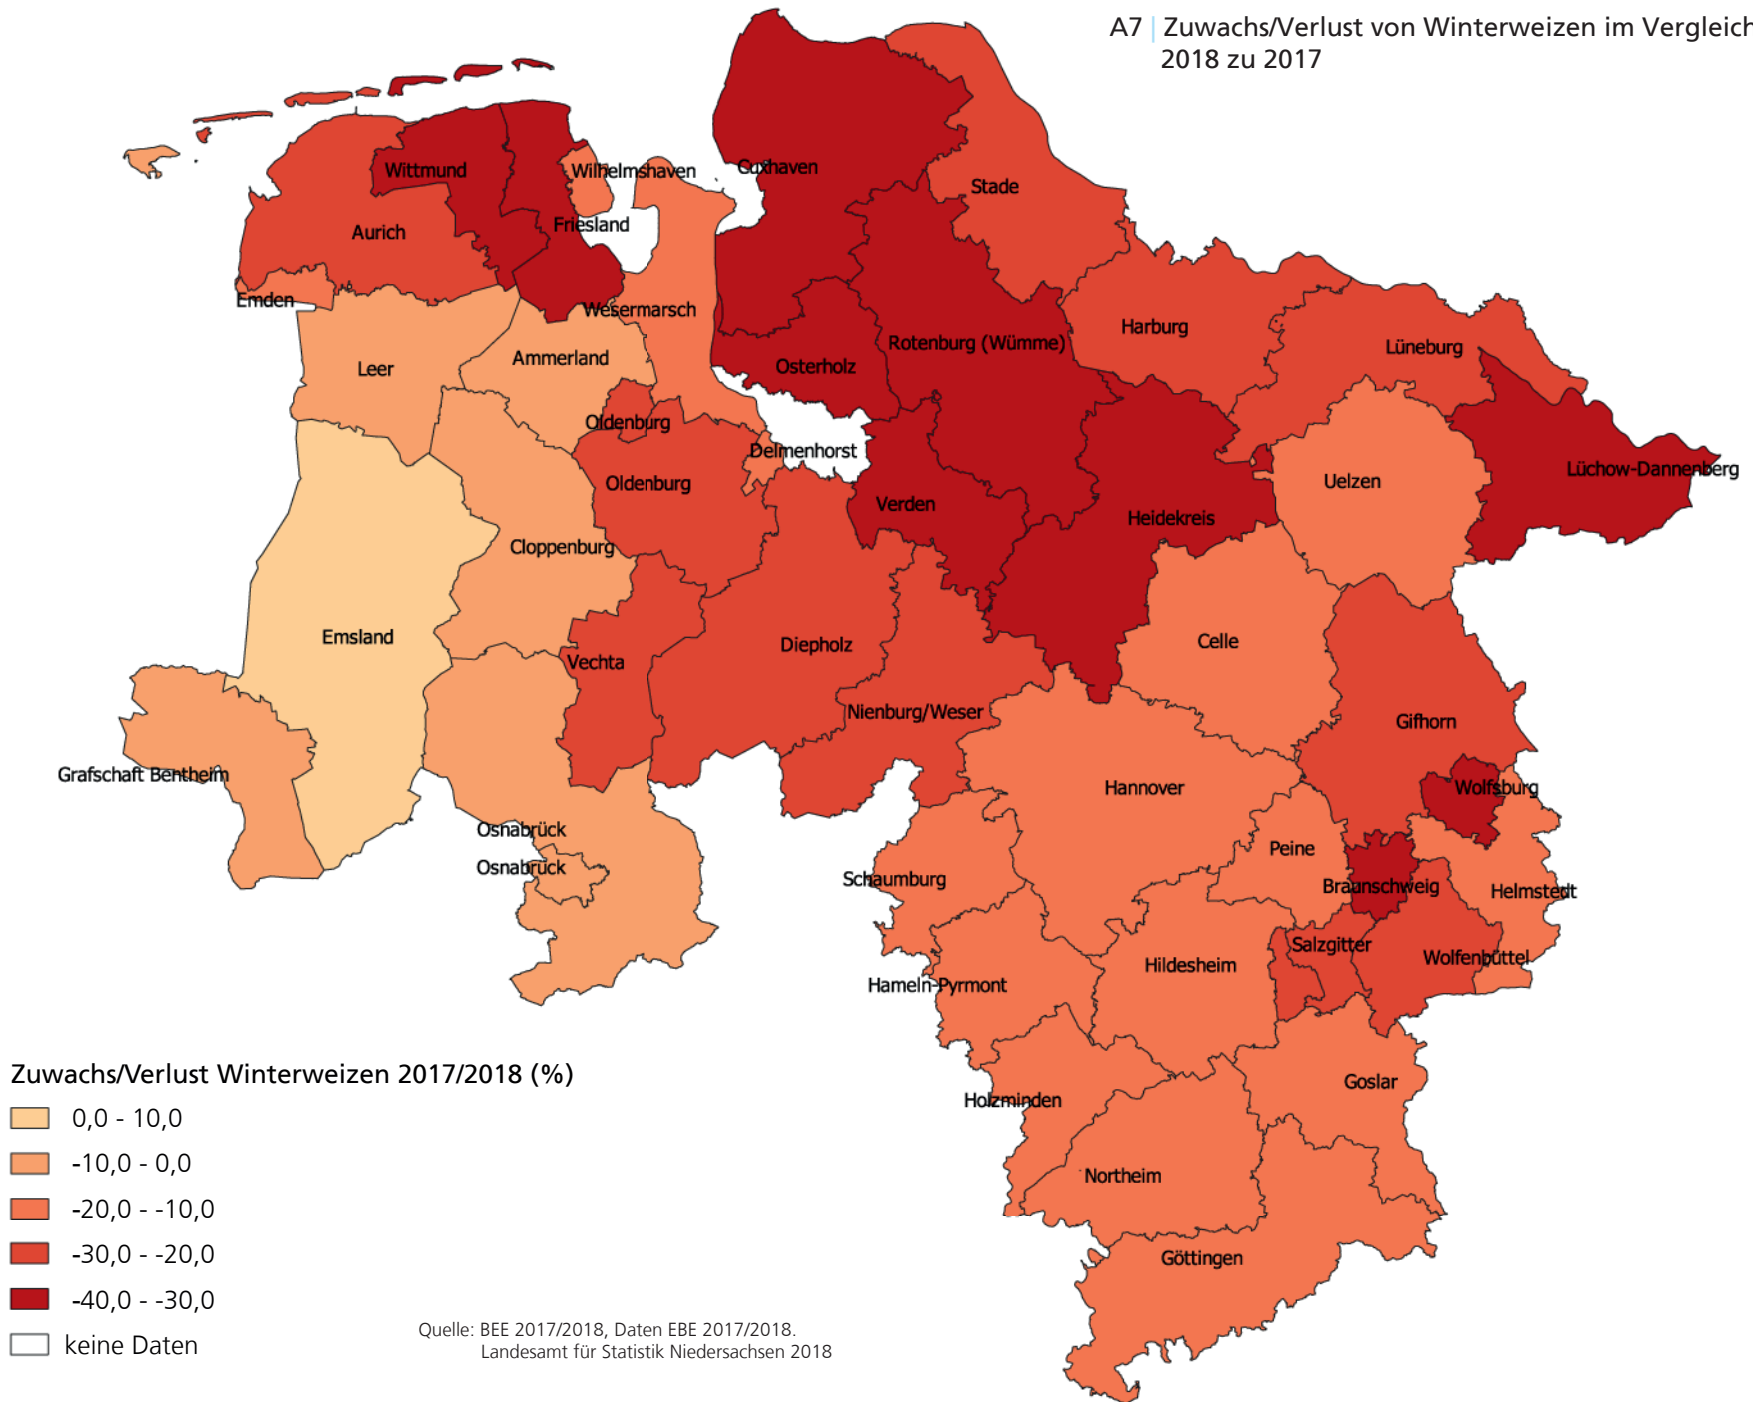 A7 | Zuwachs/Verlust von Winterweizen im Vergleich
2018 zu 2017
Wittmund
Wilhelmshaven
Cuxhaven
Stade
Aurich
Friesland
Emden
Wesermarsch
Harburg
Rotenburg (Wümme)
Lüneburg
Ammerland
Leer
Osterholz
Oldenburg
Delmenhorst
Lüchow-Dannenberg
Oldenburg
Uelzen
Verden
Heidekreis
Cloppenburg
Emsland
Diepholz
Celle
Vechta
Nienburg/Weser
Gifhorn
Grafschaft Bentheim
Hannover
Wolfsburg
Osnabrück
Peine
Osnabrück
Schaumburg
Braunschweig
Helmstedt
Salzgitter
Wolfenbüttel
Hildesheim
Hameln-Pyrmont
Goslar
Holzminden
Northeim
Göttingen
Zuwachs/Verlust Winterweizen 2017/2018 (%)
0,0 - 10,0
-10,0 - 0,0
-20,0 - -10,0
-30,0 - -20,0
-40,0 - -30,0
keine Daten
Quelle: BEE 2017/2018, Daten EBE 2017/2018.
Landesamt für Statistik Niedersachsen 2018